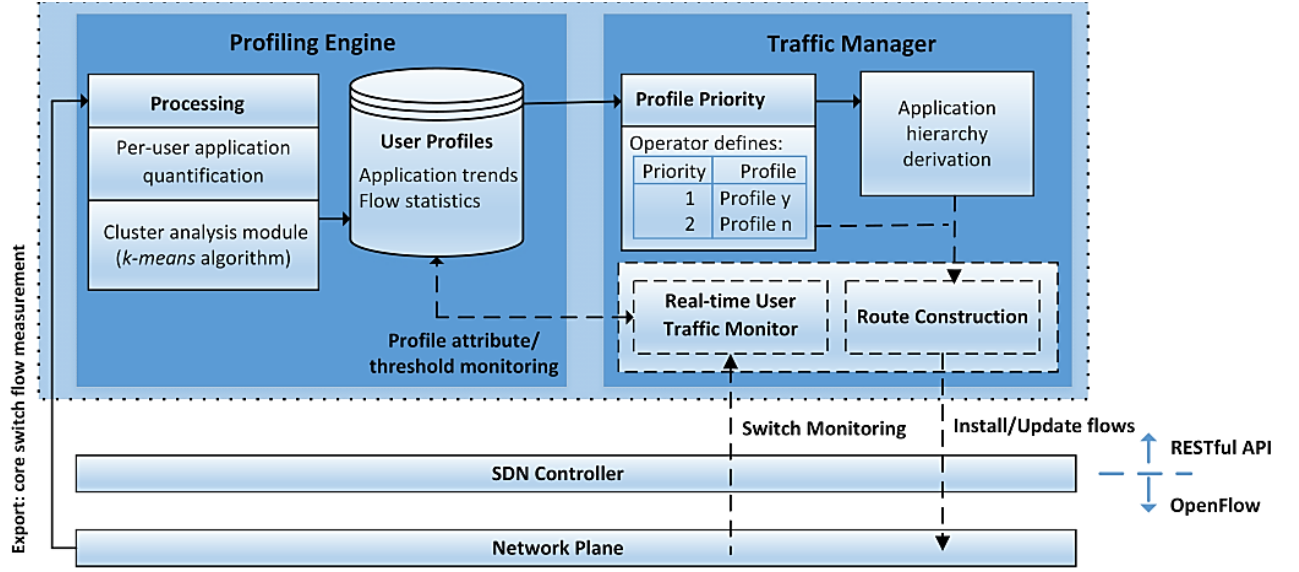 Profiling Engine
Processing
Per-user application
quantification
Cluster analysis module
(k-means algorithm)
User Profiles
Application trends
Flow statistics
Profile attribute/
threshold monitoring
Traffic Manager
Profile Priority
Operator defines:
Priority Profile
1 Profile y
2 Profile n
Application
hierarchy
derivation
Real-time User
Traffic Monitor
Route Construction
Export: core switch flow measurement
Switch Monitoring
Install/Update flows
RESTful API
OpenFlow
SDN Controller
Network Plane